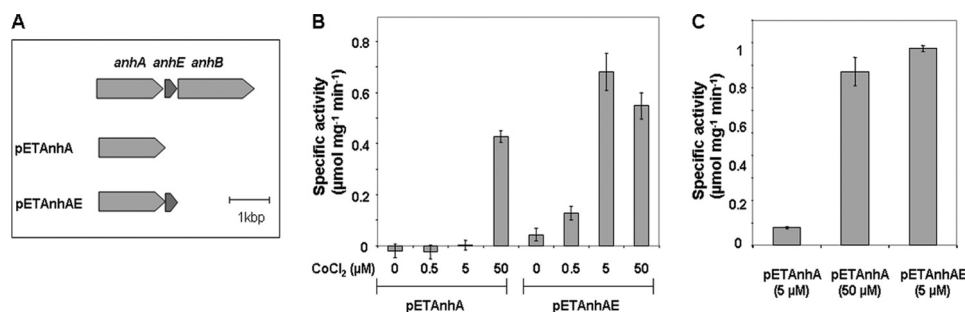 A
anhA anhE anhB
pETAnhA
pETAnhAE
1kbp
B
Specific activity
(µmol mg-1 min-1)
0.8
0.6
0.4
0.2
0
CoCl2 (µM)
0 0.5 5 50 0 0.5 5 50
pETAnhA pETAnhAE
C
Specific activity
(µmol mg-1 min-1)
1
0.8
0.6
0.4
0.2
0
pETAnhA pETAnhA pETAnhAE
(5 µM) (50 µM) (5 µM)